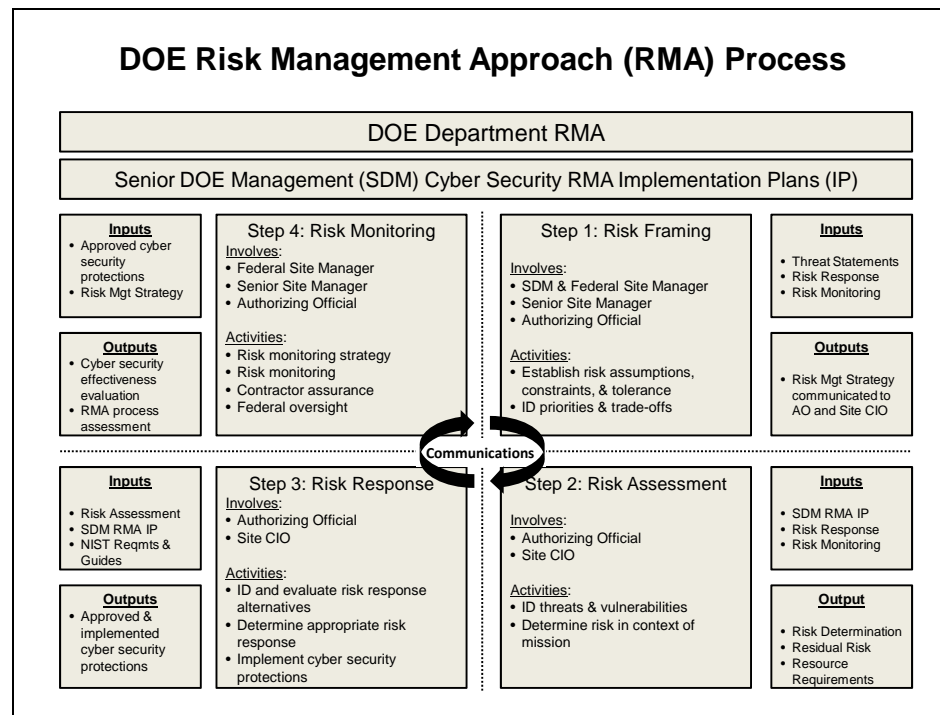 DOE Risk Management Approach (RMA) Process
DOE Department RMA
Senior DOE Management (SDM) Cyber Security RMA Implementation Plans (IP)
Inputs
• Approved cyber
security
protections
• Risk Mgt Strategy
Outputs
• Cyber security
effectiveness
evaluation
• RMA process
assessment
Step 4: Risk Monitoring
Involves:
• Federal Site Manager
• Senior Site Manager
• Authorizing Official
Activities:
• Risk monitoring strategy
• Risk monitoring
• Contractor assurance
• Federal oversight
Step 1: Risk Framing
Involves:
• SDM & Federal Site Manager
• Senior Site Manager
• Authorizing Official
Activities:
• Establish risk assumptions,
constraints, & tolerance
• ID priorities & trade-offs
Inputs
• Threat Statements
• Risk Response
• Risk Monitoring
Outputs
• Risk Mgt Strategy
communicated to
AO and Site CIO
Communications
Inputs
• Risk Assessment
• SDM RMA IP
• NIST Reqmts &
Guides
Outputs
• Approved &
implemented
cyber security
protections
Step 3: Risk Response
Involves:
• Authorizing Official
• Site CIO
Activities:
• ID and evaluate risk response
alternatives
• Determine appropriate risk
response
• Implement cyber security
protections
Step 2: Risk Assessment
Involves:
• Authorizing Official
• Site CIO
Activities:
• ID threats & vulnerabilities
• Determine risk in context of
mission
Inputs
• SDM RMA IP
• Risk Response
• Risk Monitoring
Output
• Risk Determination
• Residual Risk
• Resource
Requirements